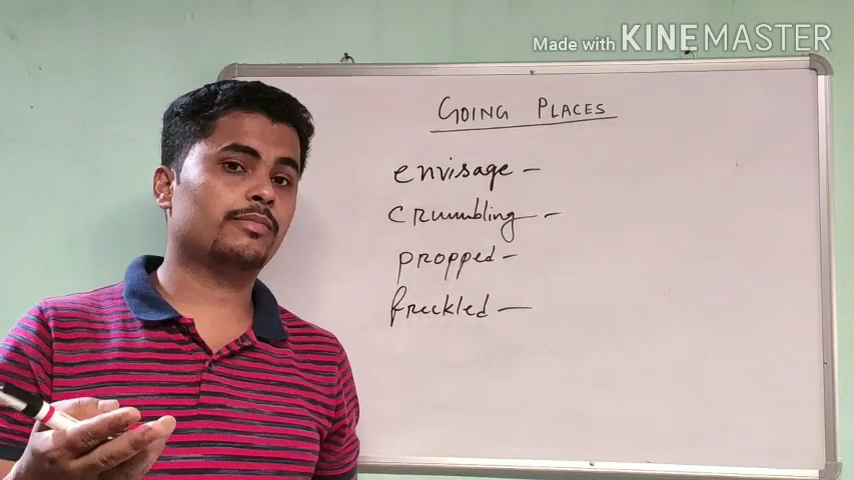 Made with KINEMASTER
GOING PLACES
envisage -
crumbling -
propped -
freckled -